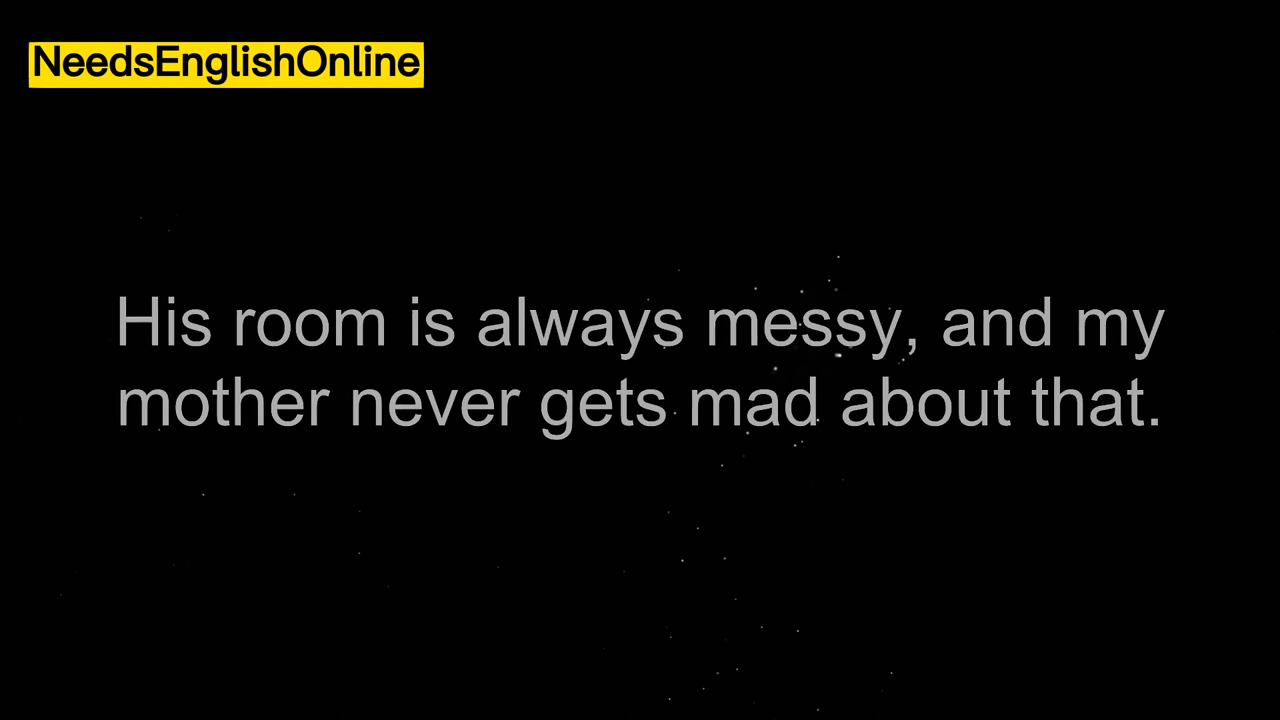 NeedsEnglishOnline
His room is always messy, and my
mother never gets mad about that.